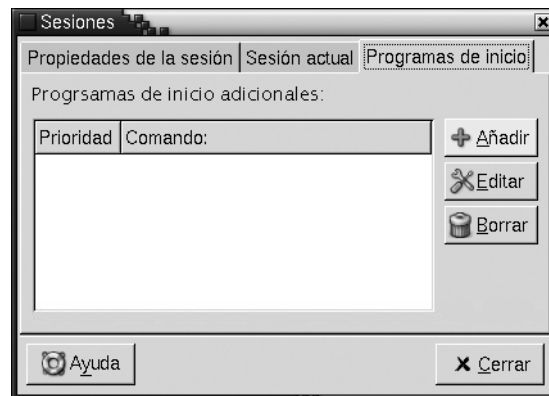 Sesiones
Propiedades de la sesión Sesión actual Programas de inicio
Progrsamas de inicio adicionales:
Prioridad Comando:
Añadir
Editar
Borrar
Ayuda Cerrar